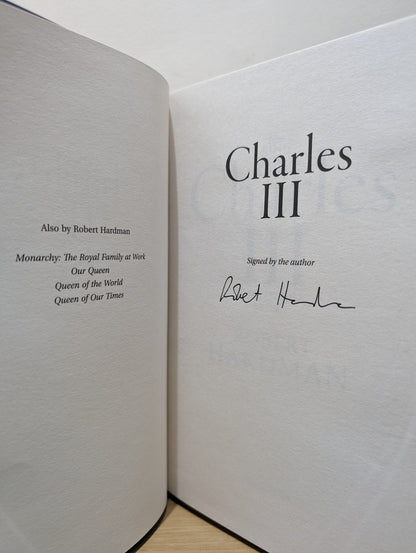 Also by Robert Hardman
Monarchy: The Royal Family at Work
Our Queen
Queen of the World
Queen of Our Times
Charles
III
Signed by the author
Robert Hardman